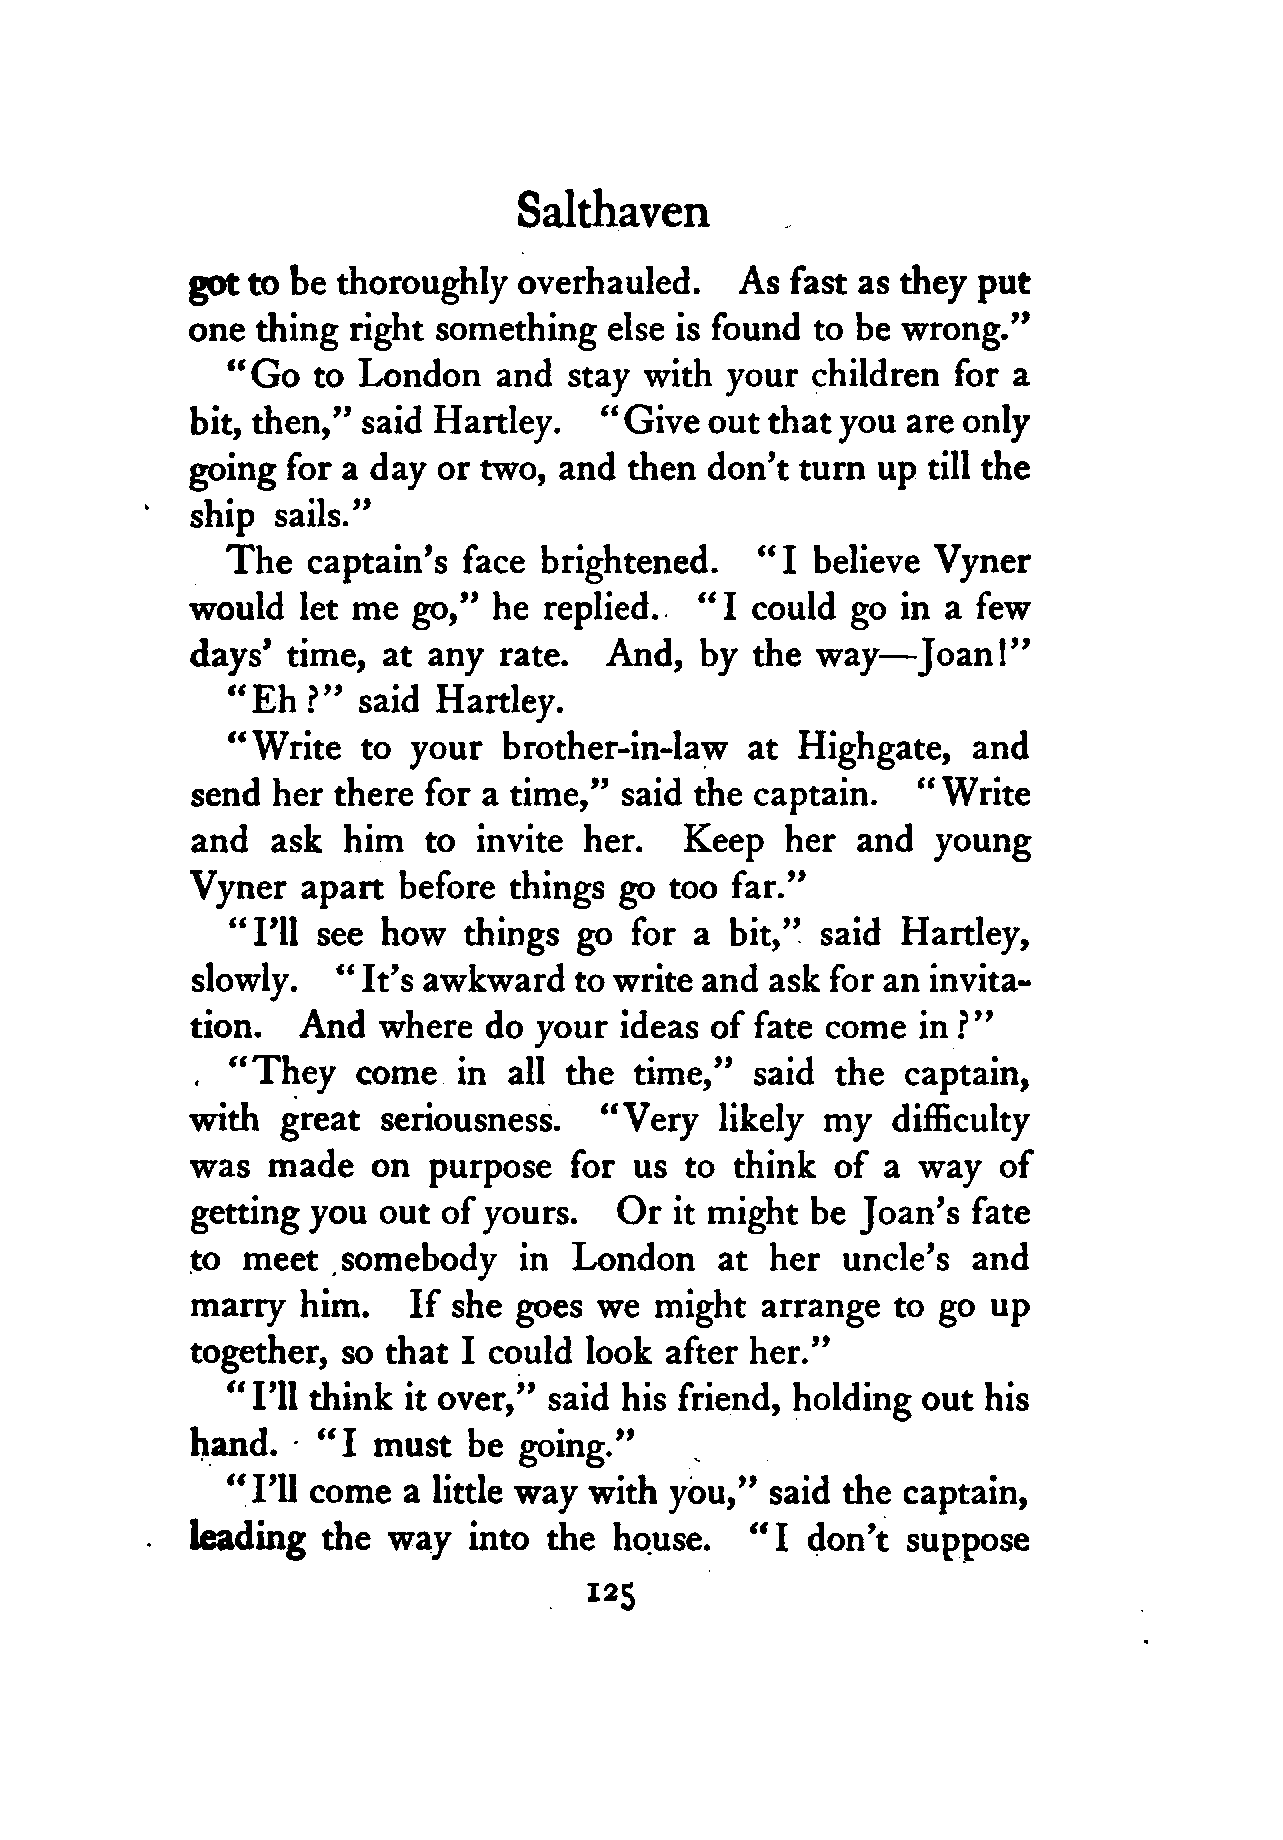 Salthaven
got to be thoroughly overhauled. As fast as they put
one thing right something else is found to be wrong.”
“Go to London and stay with your children for a
bit, then,” said Hartley. “Give out that you are only
going for a day or two, and then don’t turn up till the
ship sails.”
The captain’s face brightened. “I believe Vyner
would let me go,” he replied. “I could go in a few
days’ time, at any rate. And, by the way—Joan!”
“Eh?” said Hartley.
“Write to your brother-in-law at Highgate, and
send her there for a time,” said the captain. “Write
and ask him to invite her. Keep her and young
Vyner apart before things go too far.”
“I’ll see how things go for a bit,” said Hartley,
slowly. “It’s awkward to write and ask for an invita-
tion. And where do your ideas of fate come in?”
“They come in all the time,” said the captain,
with great seriousness. “Very likely my difficulty
was made on purpose for us to think of a way of
getting you out of yours. Or it might be Joan’s fate
to meet somebody in London at her uncle’s and
marry him. If she goes we might arrange to go up
together, so that I could look after her.”
“I’ll think it over,” said his friend, holding out his
hand. “I must be going.”
“I’ll come a little way with you,” said the captain,
leading the way into the house. “I don’t suppose
125